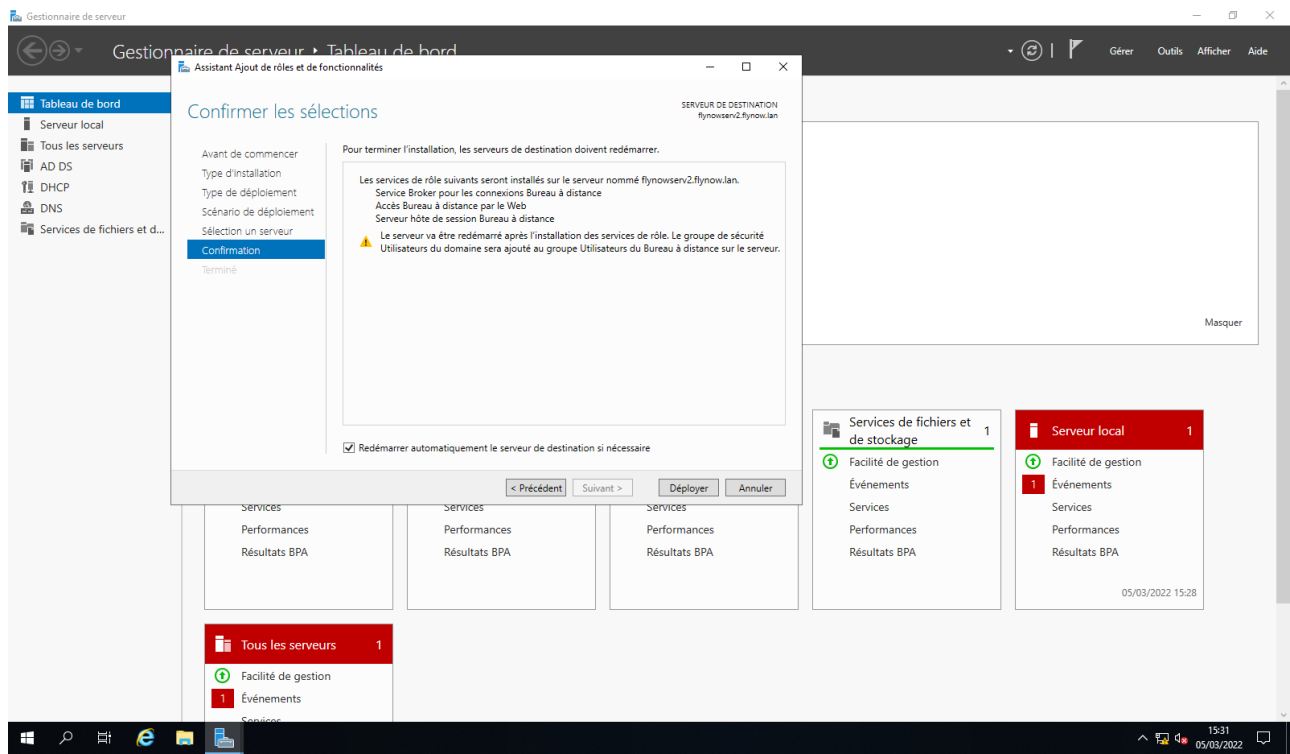 Gestionnaire de serveur
Gestionnaire de serveur • Tableau de bord
Gérer Outils Afficher Aide
Tableau de bord
Serveur local
Tous les serveurs
AD DS
DHCP
DNS
Services de fichiers et d...
Assistant Ajout de rôles et de fonctionnalités
Confirmer les sélections
SERVEUR DE DESTINATION
flynowserv2.flynow.lan
Avant de commencer
Type d'installation
Type de déploiement
Scénario de déploiement
Sélection un serveur
Confirmation
Terminé
Pour terminer l'installation, les serveurs de destination doivent redémarrer.
Les services de rôle suivants seront installés sur le serveur nommé flynowserv2.flynow.lan.
Service Broker pour les connexions Bureau à distance
Accès Bureau à distance par le Web
Serveur hôte de session Bureau à distance
Le serveur va être redémarré après l'installation des services de rôle. Le groupe de sécurité
Utilisateurs du domaine sera ajouté au groupe Utilisateurs du Bureau à distance sur le serveur.
Redémarrer automatiquement le serveur de destination si nécessaire
< Précédent Suivant > Déployer Annuler
Masquer
Services
Performances
Résultats BPA
Services
Performances
Résultats BPA
Services
Performances
Résultats BPA
Services de fichiers et
de stockage
1
Facilité de gestion
Événements
Services
Performances
Résultats BPA
Serveur local 1
Facilité de gestion
1 Événements
Services
Performances
Résultats BPA
05/03/2022 15:28
Tous les serveurs 1
Facilité de gestion
1 Événements
Services
15:31
05/03/2022